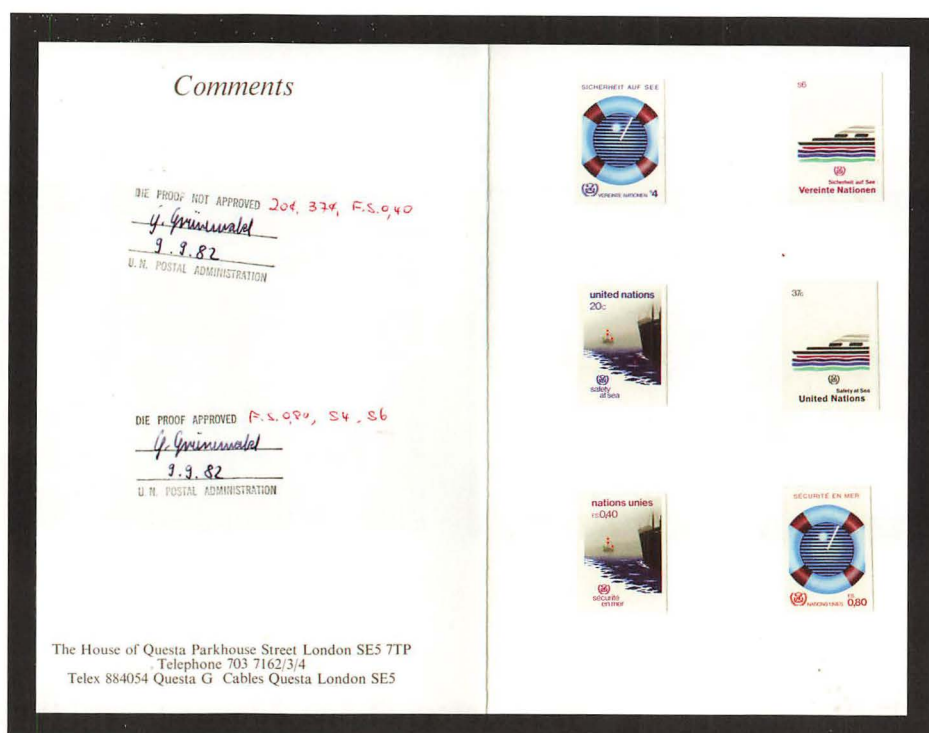 Comments
DIE PROOF NOT APPROVED 20¢, 37¢, F.S.0,40
G. Grünewald
9.9.82
U.N. POSTAL ADMINISTRATION
DIE PROOF APPROVED F.S.0,80, S4, S6
G. Grünewald
9.9.82
U.N. POSTAL ADMINISTRATION
The House of Questa Parkhouse Street London SE5 7TP
Telephone 703 7162/3/4
Telex 884054 Questa G Cables Questa London SE5
SICHERHEIT AUF SEE
VEREINTE NATIONEN S4
S6
Sicherheit auf See
Vereinte Nationen
united nations
20c
safety
at sea
37c
Safety at Sea
United Nations
nations unies
F.S.0,40
sécurité
en mer
SÉCURITÉ EN MER
NATIONS UNIES F.S. 0,80